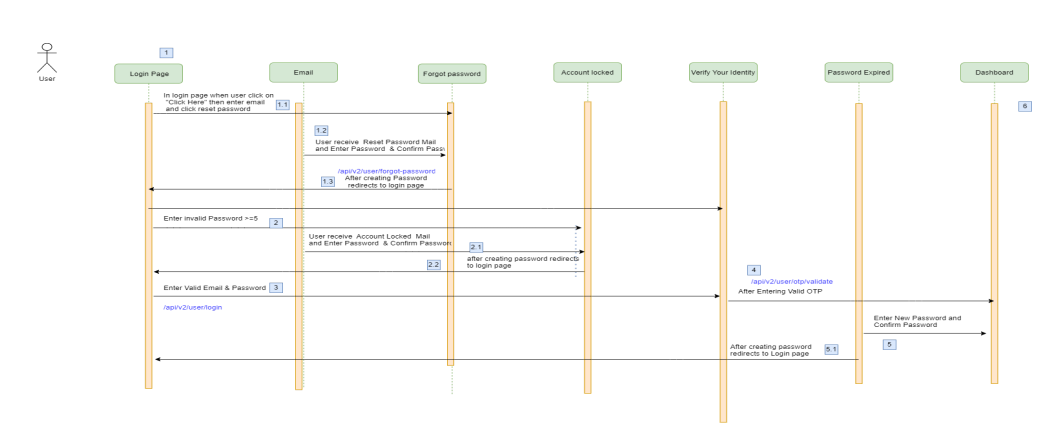 1
User
Login Page
Email
Forgot password
Account locked
Verify Your Identity
Password Expired
Dashboard
6
In login page when user click on
"Click Here" then enter email
and click reset password
1.1
1.2
User receive Reset Password Mail
and Enter Password & Confirm Pass
/api/v2/user/forgot-password
1.3
After creating Password
redirects to login page
Enter invalid Password >=5
2
User receive Account Locked Mail
and Enter Password & Confirm Password
2.1
after creating password redirects
to login page
2.2
Enter Valid Email & Password
3
/api/v2/user/login
4
/api/v2/user/otp/validate
After Entering Valid OTP
Enter New Password and
Confirm Password
5
After creating password
redirects to Login page
5.1